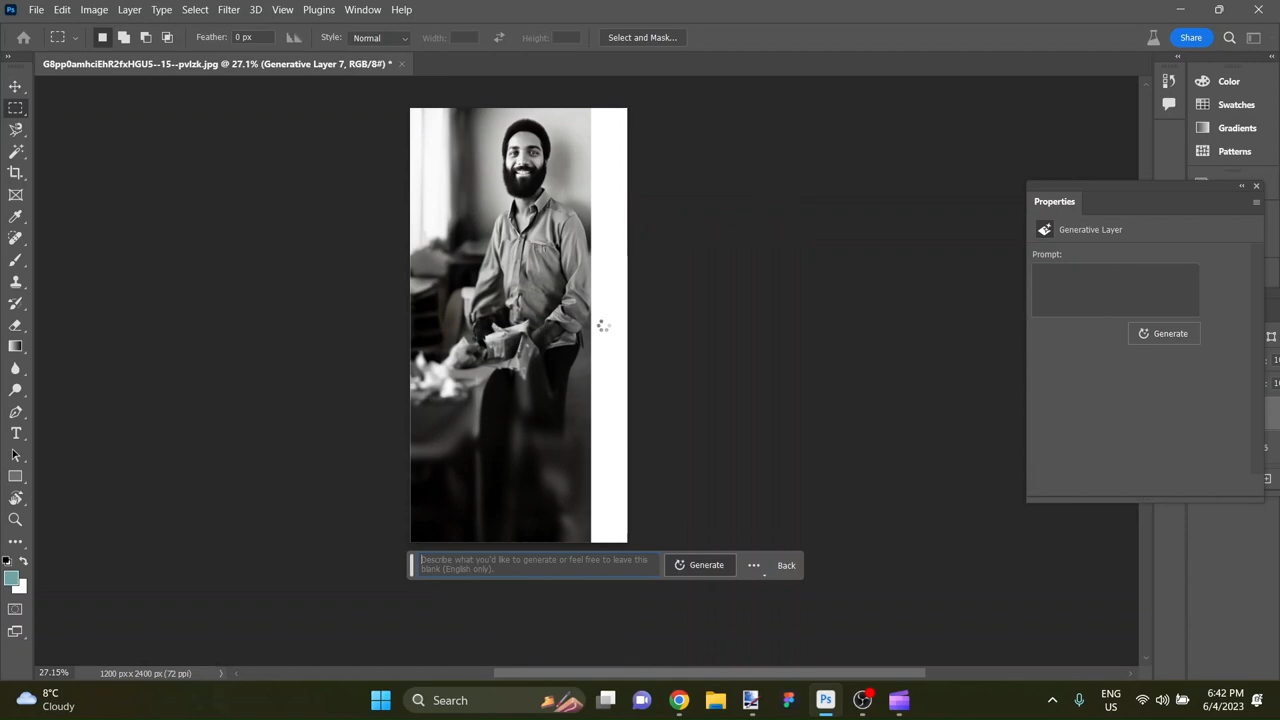 Ps File Edit Image Layer Type Select Filter 3D View Plugins Window Help
Feather: 0 px Style: Normal Width: Height: Select and Mask... Share
G8pp0amhciEhR2fxHGU5--15--pvlzk.jpg @ 27.1% (Generative Layer 7, RGB/8#) *
Color
Swatches
Gradients
Patterns
Properties
Generative Layer
Prompt:
Generate
Describe what you'd like to generate or feel free to leave this
blank (English only).
Generate
Back
27.15% 1200 px x 2400 px (72 ppi)
8°C
Cloudy
Search
Ps
ENG
US
6:42 PM
6/4/2023